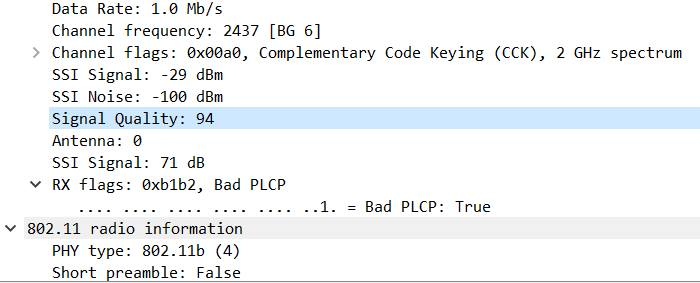 Data Rate: 1.0 Mb/s
Channel frequency: 2437 [BG 6]
Channel flags: 0x00a0, Complementary Code Keying (CCK), 2 GHz spectrum
SSI Signal: -29 dBm
SSI Noise: -100 dBm
Signal Quality: 94
Antenna: 0
SSI Signal: 71 dB
RX flags: 0xb1b2, Bad PLCP
.... .... .... .... .... ..1. = Bad PLCP: True
802.11 radio information
PHY type: 802.11b (4)
Short preamble: False